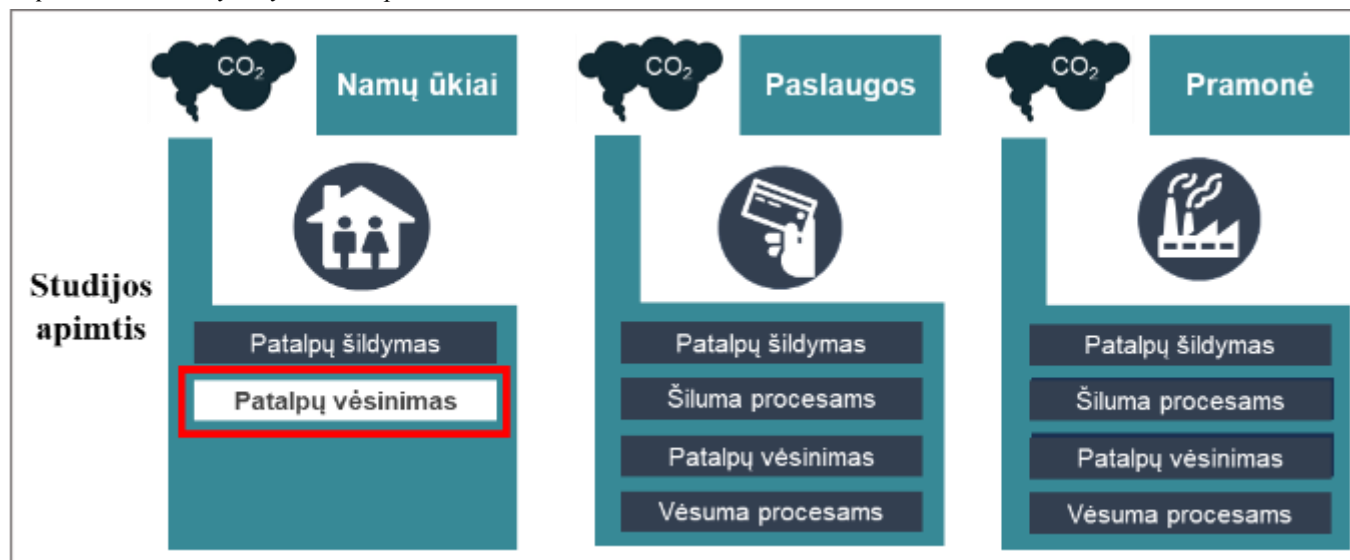 CO₂
Namų ūkiai
CO₂
Paslaugos
CO₂
Pramonė
Studijos
apimtis
Patalpų šildymas
Patalpų vėsinimas
Patalpų šildymas
Šiluma procesams
Patalpų vėsinimas
Vėsuma procesams
Patalpų šildymas
Šiluma procesams
Patalpų vėsinimas
Vėsuma procesams